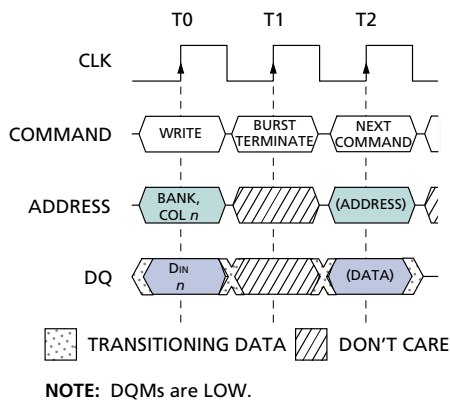 T0 T1 T2
CLK
COMMAND WRITE BURST TERMINATE NEXT COMMAND
ADDRESS BANK, COL n (ADDRESS)
DQ DIN n (DATA)
TRANSITIONING DATA DON'T CARE
NOTE: DQMs are LOW.